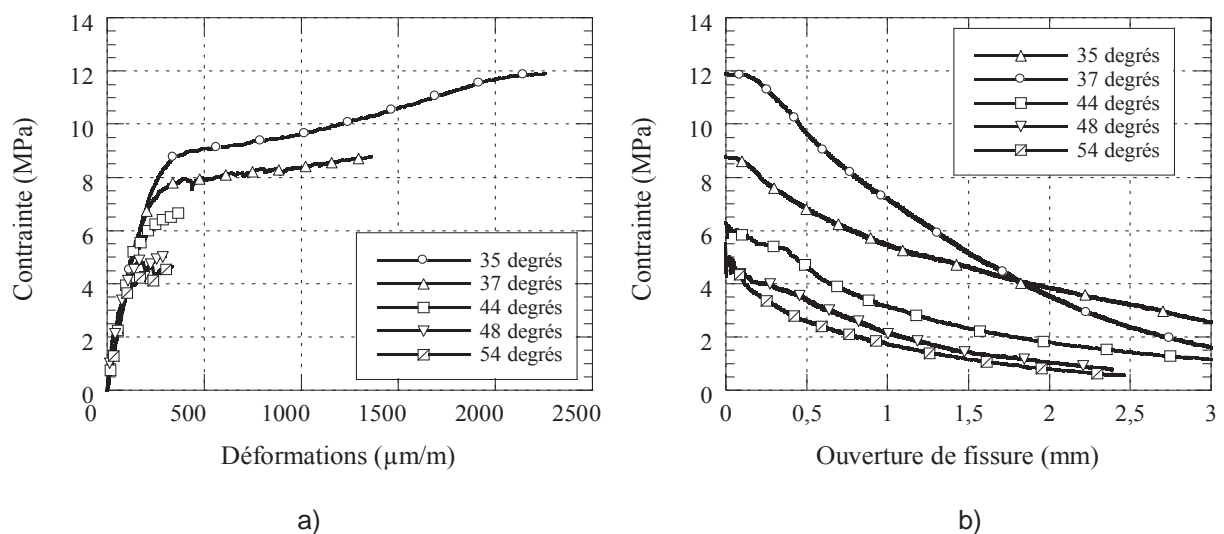 14
12
10
8
6
4
2
0
Contrainte (MPa)
0 500 1000 1500 2000 2500
Déformations (µm/m)
35 degrés
37 degrés
44 degrés
48 degrés
54 degrés
a)
14
12
10
8
6
4
2
0
Contrainte (MPa)
0 0,5 1 1,5 2 2,5 3
Ouverture de fissure (mm)
35 degrés
37 degrés
44 degrés
48 degrés
54 degrés
b)